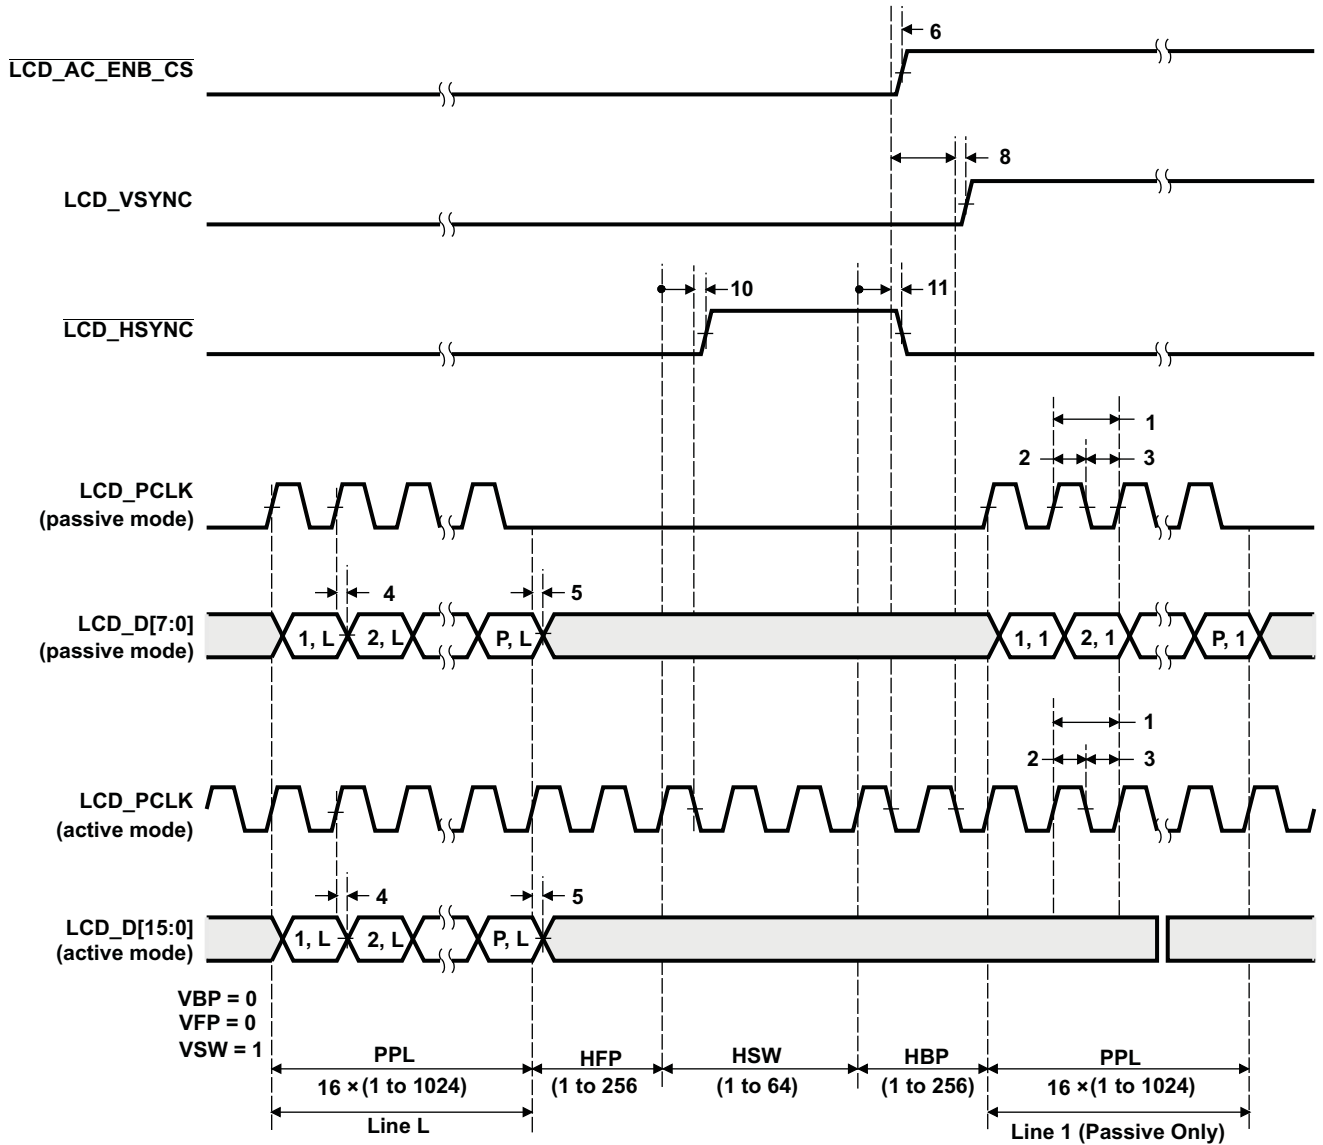 6
LCD_AC_ENB_CS
8
LCD_VSYNC
10
11
LCD_HSYNC
1
2
3
LCD_PCLK
(passive mode)
4
5
LCD_D[7:0]
(passive mode)
1, L
2, L
P, L
1, 1
2, 1
P, 1
1
2
3
LCD_PCLK
(active mode)
4
5
LCD_D[15:0]
(active mode)
1, L
2, L
P, L
VBP = 0
VFP = 0
VSW = 1
PPL
HFP
HSW
HBP
PPL
16 × (1 to 1024)
(1 to 256
(1 to 64)
(1 to 256)
16 × (1 to 1024)
Line L
Line 1 (Passive Only)